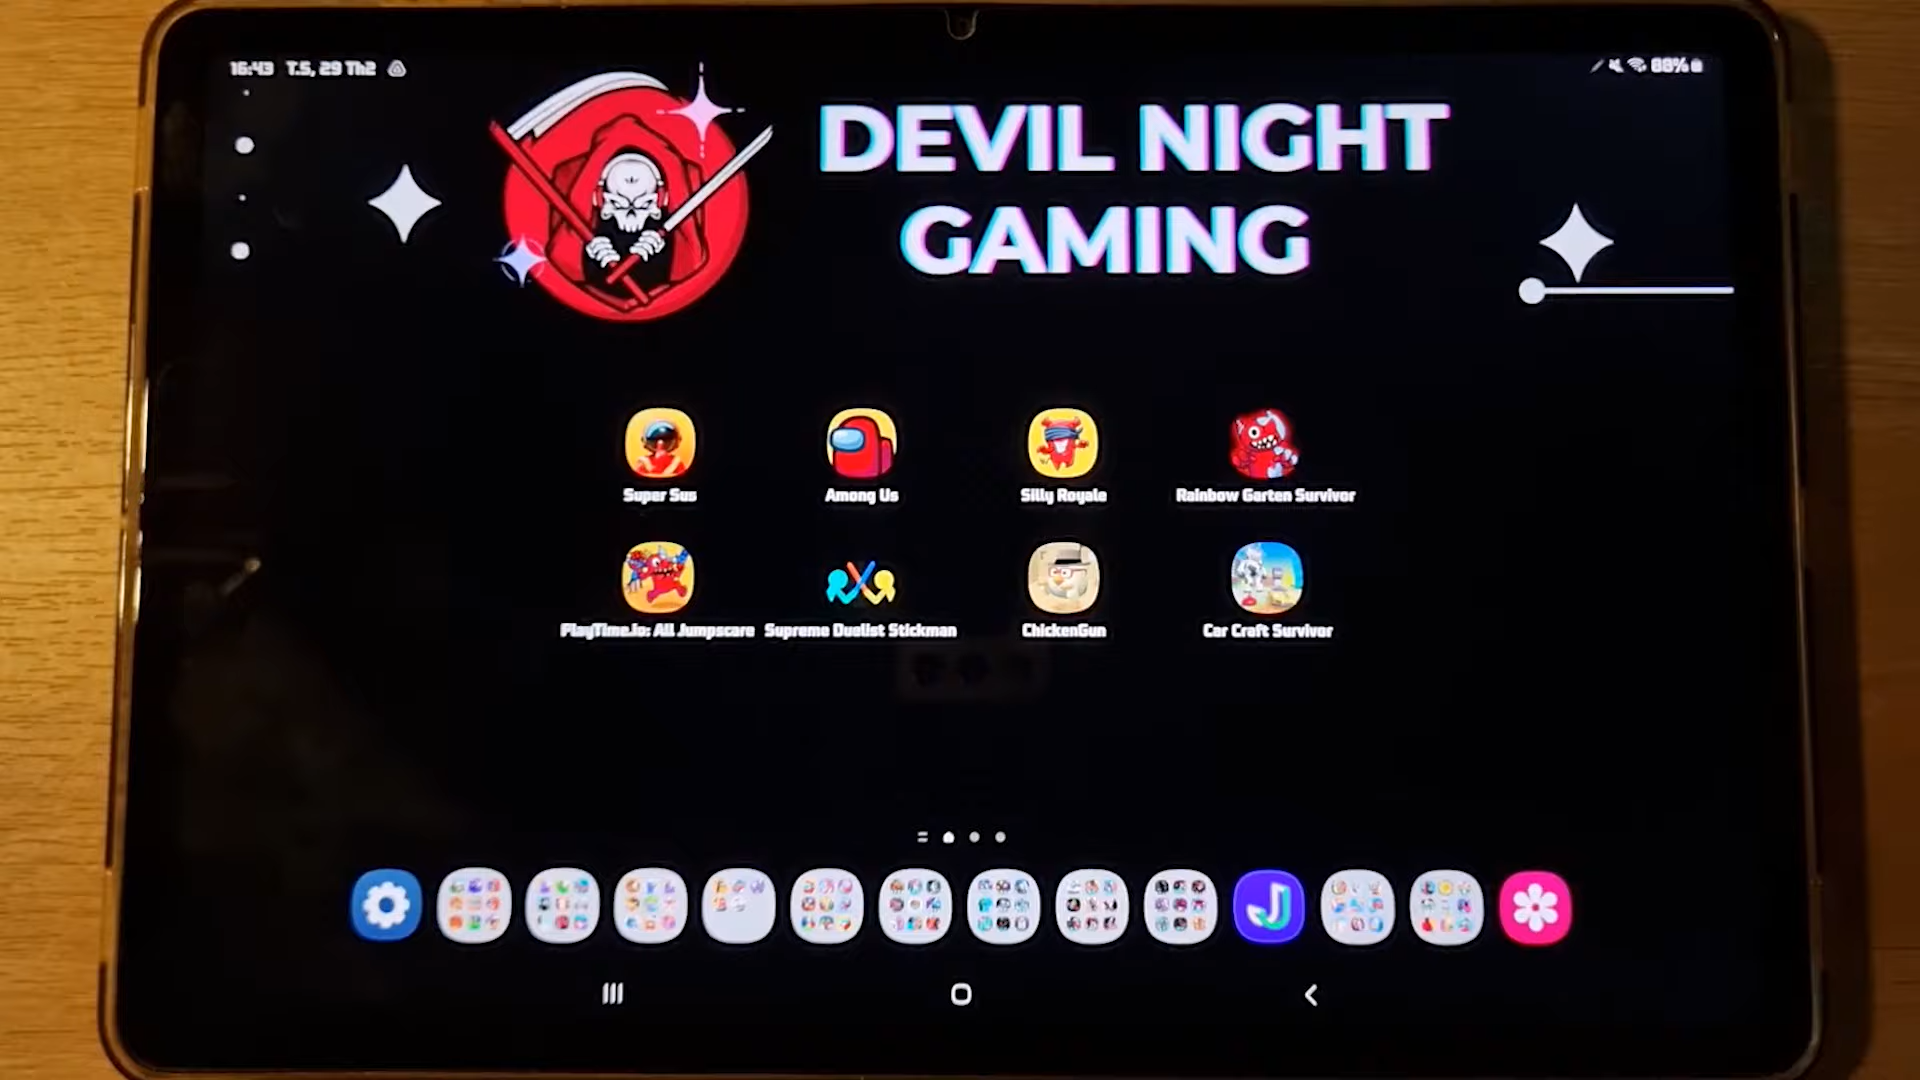 16:43 T.5, 29 Th2
88%
DEVIL NIGHT
GAMING
Super Sus
Among Us
Silly Royale
Rainbow Garten Survivor
PlayTime.io: All Jumpscare
Supreme Duelist Stickman
ChickenGun
Car Craft Survivor